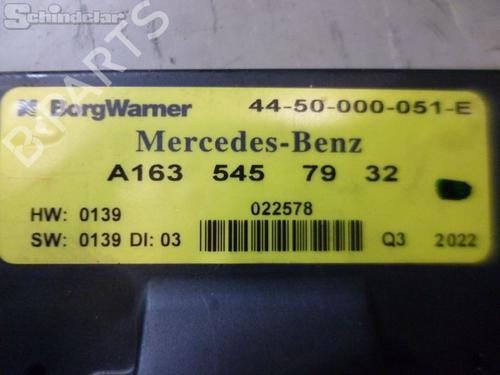 Schindelar
B-PARTS
BorgWarner 44-50-000-051-E
Mercedes-Benz
A163 545 79 32
HW: 0139 022578
SW: 0139 DI: 03 Q3 2022